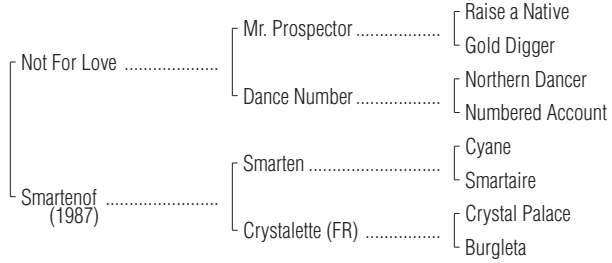 Raise a Native
Mr. Prospector ..................
Gold Digger
Not For Love ....................
Northern Dancer
Dance Number ..................
Numbered Account
Cyane
Smarten ...........................
Smartaire
Smartenof ........................
(1987)
Crystal Palace
Crystalette (FR) ................
Burgleta